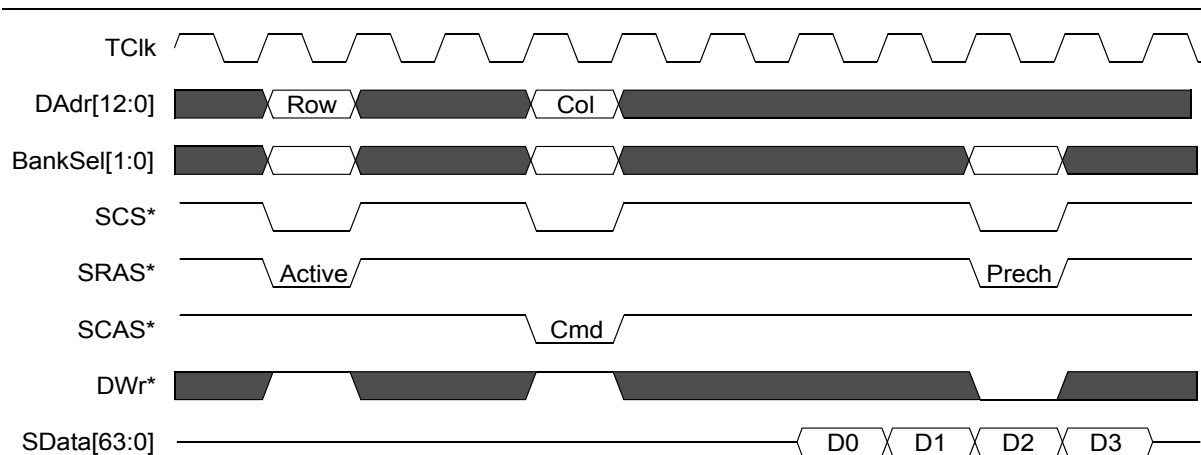 TClk
DAdr[12:0] Row Col
BankSel[1:0]
SCS*
SRAS* Active Prech
SCAS* Cmd
DWr*
SData[63:0] D0 D1 D2 D3